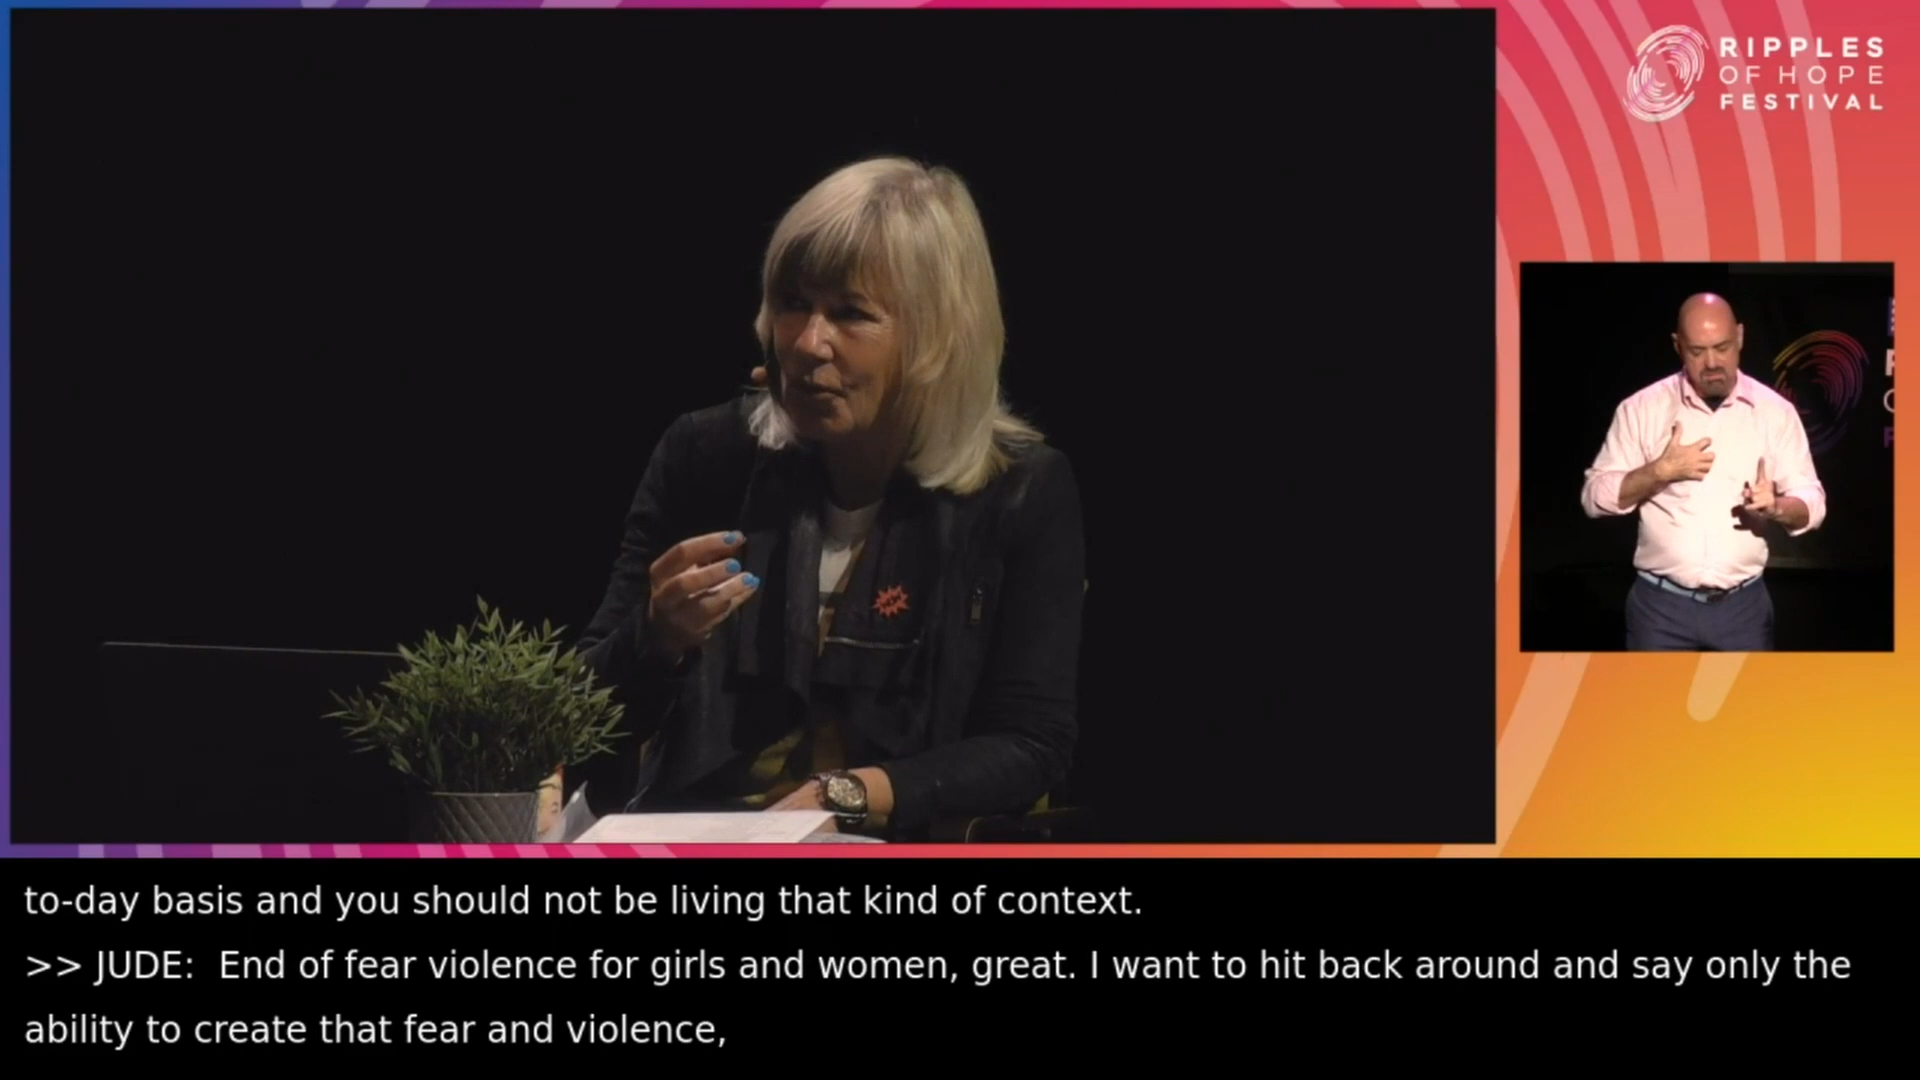 RIPPLES
OF HOPE
FESTIVAL
to-day basis and you should not be living that kind of context.
>> JUDE:  End of fear violence for girls and women, great. I want to hit back around and say only the
ability to create that fear and violence,